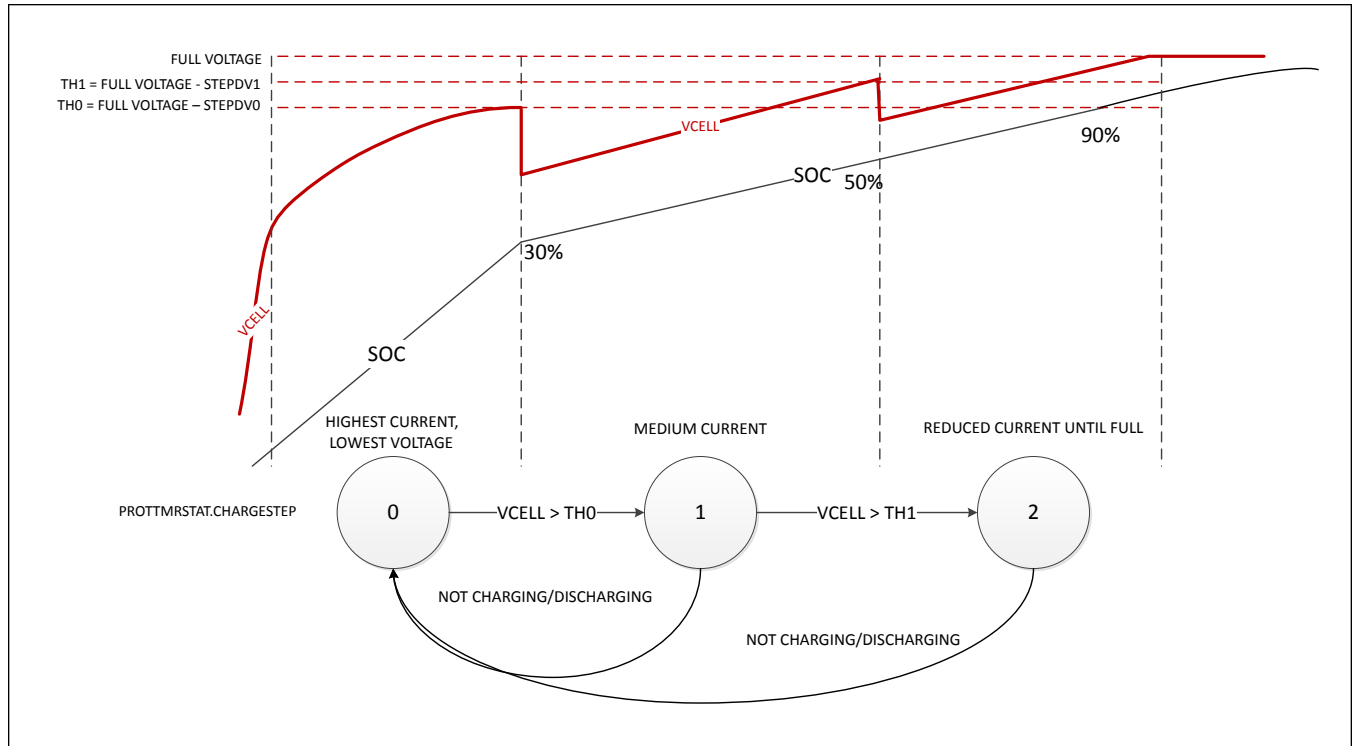 FULL VOLTAGE
TH1 = FULL VOLTAGE - STEPDV1
TH0 = FULL VOLTAGE – STEPDV0
VCELL
90%
SOC
50%
30%
VCELL
SOC
HIGHEST CURRENT,
LOWEST VOLTAGE
MEDIUM CURRENT
REDUCED CURRENT UNTIL FULL
PROTTMRSTAT.CHARGESTEP
0
VCELL > TH0
1
VCELL > TH1
2
NOT CHARGING/DISCHARGING
NOT CHARGING/DISCHARGING